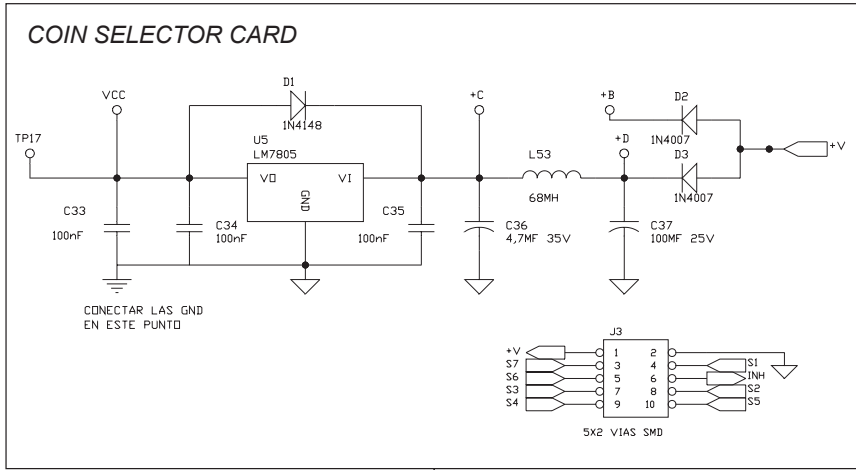 COIN SELECTOR CARD
D1
1N4148
VCC
TP17
U5
LM7805
VO
VI
GND
+C
L53
68MH
+B
D2
1N4007
+D
D3
1N4007
+V
C33
100nF
C34
100nF
C35
100nF
C36
4,7MF 35V
C37
100MF 25V
CONECTAR LAS GND
EN ESTE PUNTO
J3
+V 1 2
S7 3 4 S1
S6 5 6 INH
S3 7 8 S2
S4 9 10 S5
5X2 VIAS SMD